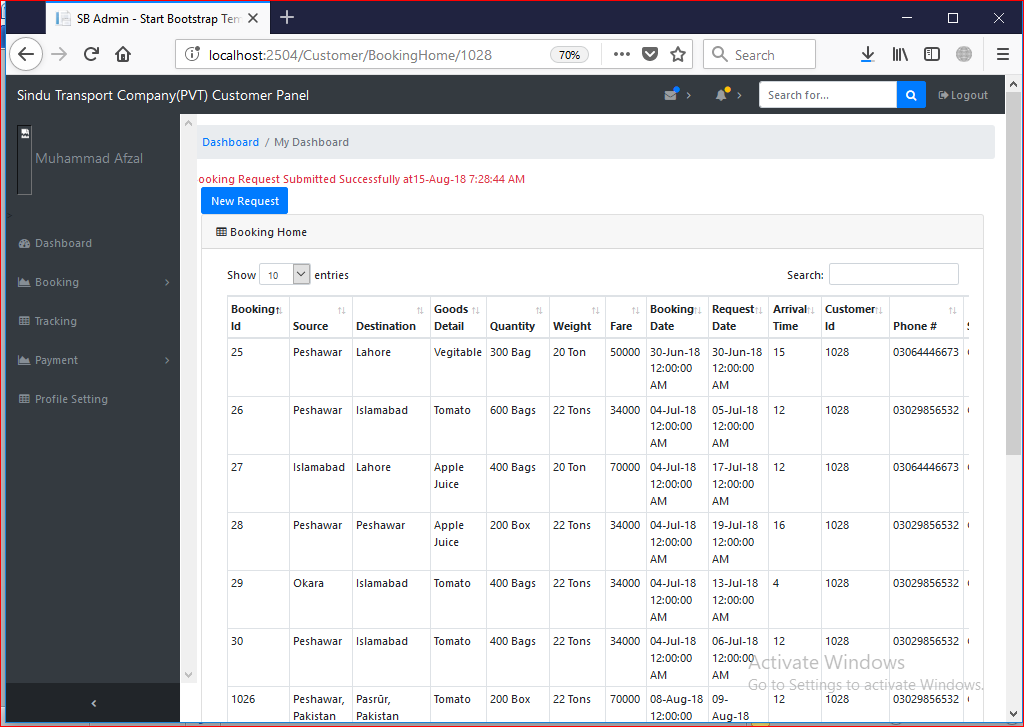 SB Admin - Start Bootstrap Tem
localhost:2504/Customer/BookingHome/1028 70% Search
Sindu Transport Company(PVT) Customer Panel Search for... Logout
Muhammad Afzal
Dashboard
Booking
Tracking
Payment
Profile Setting
Dashboard / My Dashboard
ooking Request Submitted Successfully at15-Aug-18 7:28:44 AM
New Request
Booking Home
Show 10 entries Search:
Booking Id Source Destination Goods Detail Quantity Weight Fare Booking Date Request Date Arrival Time Customer Id Phone #
25 Peshawar Lahore Vegitable 300 Bag 20 Ton 50000 30-Jun-18 12:00:00 AM 30-Jun-18 12:00:00 AM 15 1028 03064446673
26 Peshawar Islamabad Tomato 600 Bags 22 Tons 34000 04-Jul-18 12:00:00 AM 05-Jul-18 12:00:00 AM 12 1028 03029856532
27 Islamabad Lahore Apple Juice 400 Bags 20 Ton 70000 04-Jul-18 12:00:00 AM 17-Jul-18 12:00:00 AM 12 1028 03064446673
28 Peshawar Peshawar Apple Juice 200 Box 22 Tons 34000 04-Jul-18 12:00:00 AM 19-Jul-18 12:00:00 AM 16 1028 03029856532
29 Okara Islamabad Tomato 400 Bags 22 Tons 34000 04-Jul-18 12:00:00 AM 13-Jul-18 12:00:00 AM 4 1028 03029856532
30 Peshawar Islamabad Tomato 400 Bags 22 Tons 34000 04-Jul-18 12:00:00 AM 06-Jul-18 12:00:00 AM 12 1028 03029856532
1026 Peshawar, Pakistan Pasrūr, Pakistan Tomato 200 Box 22 Tons 70000 08-Aug-18 12:00:00 09-Aug-18 12 1028 03029856532
Activate Windows
Go to Settings to activate Windows.